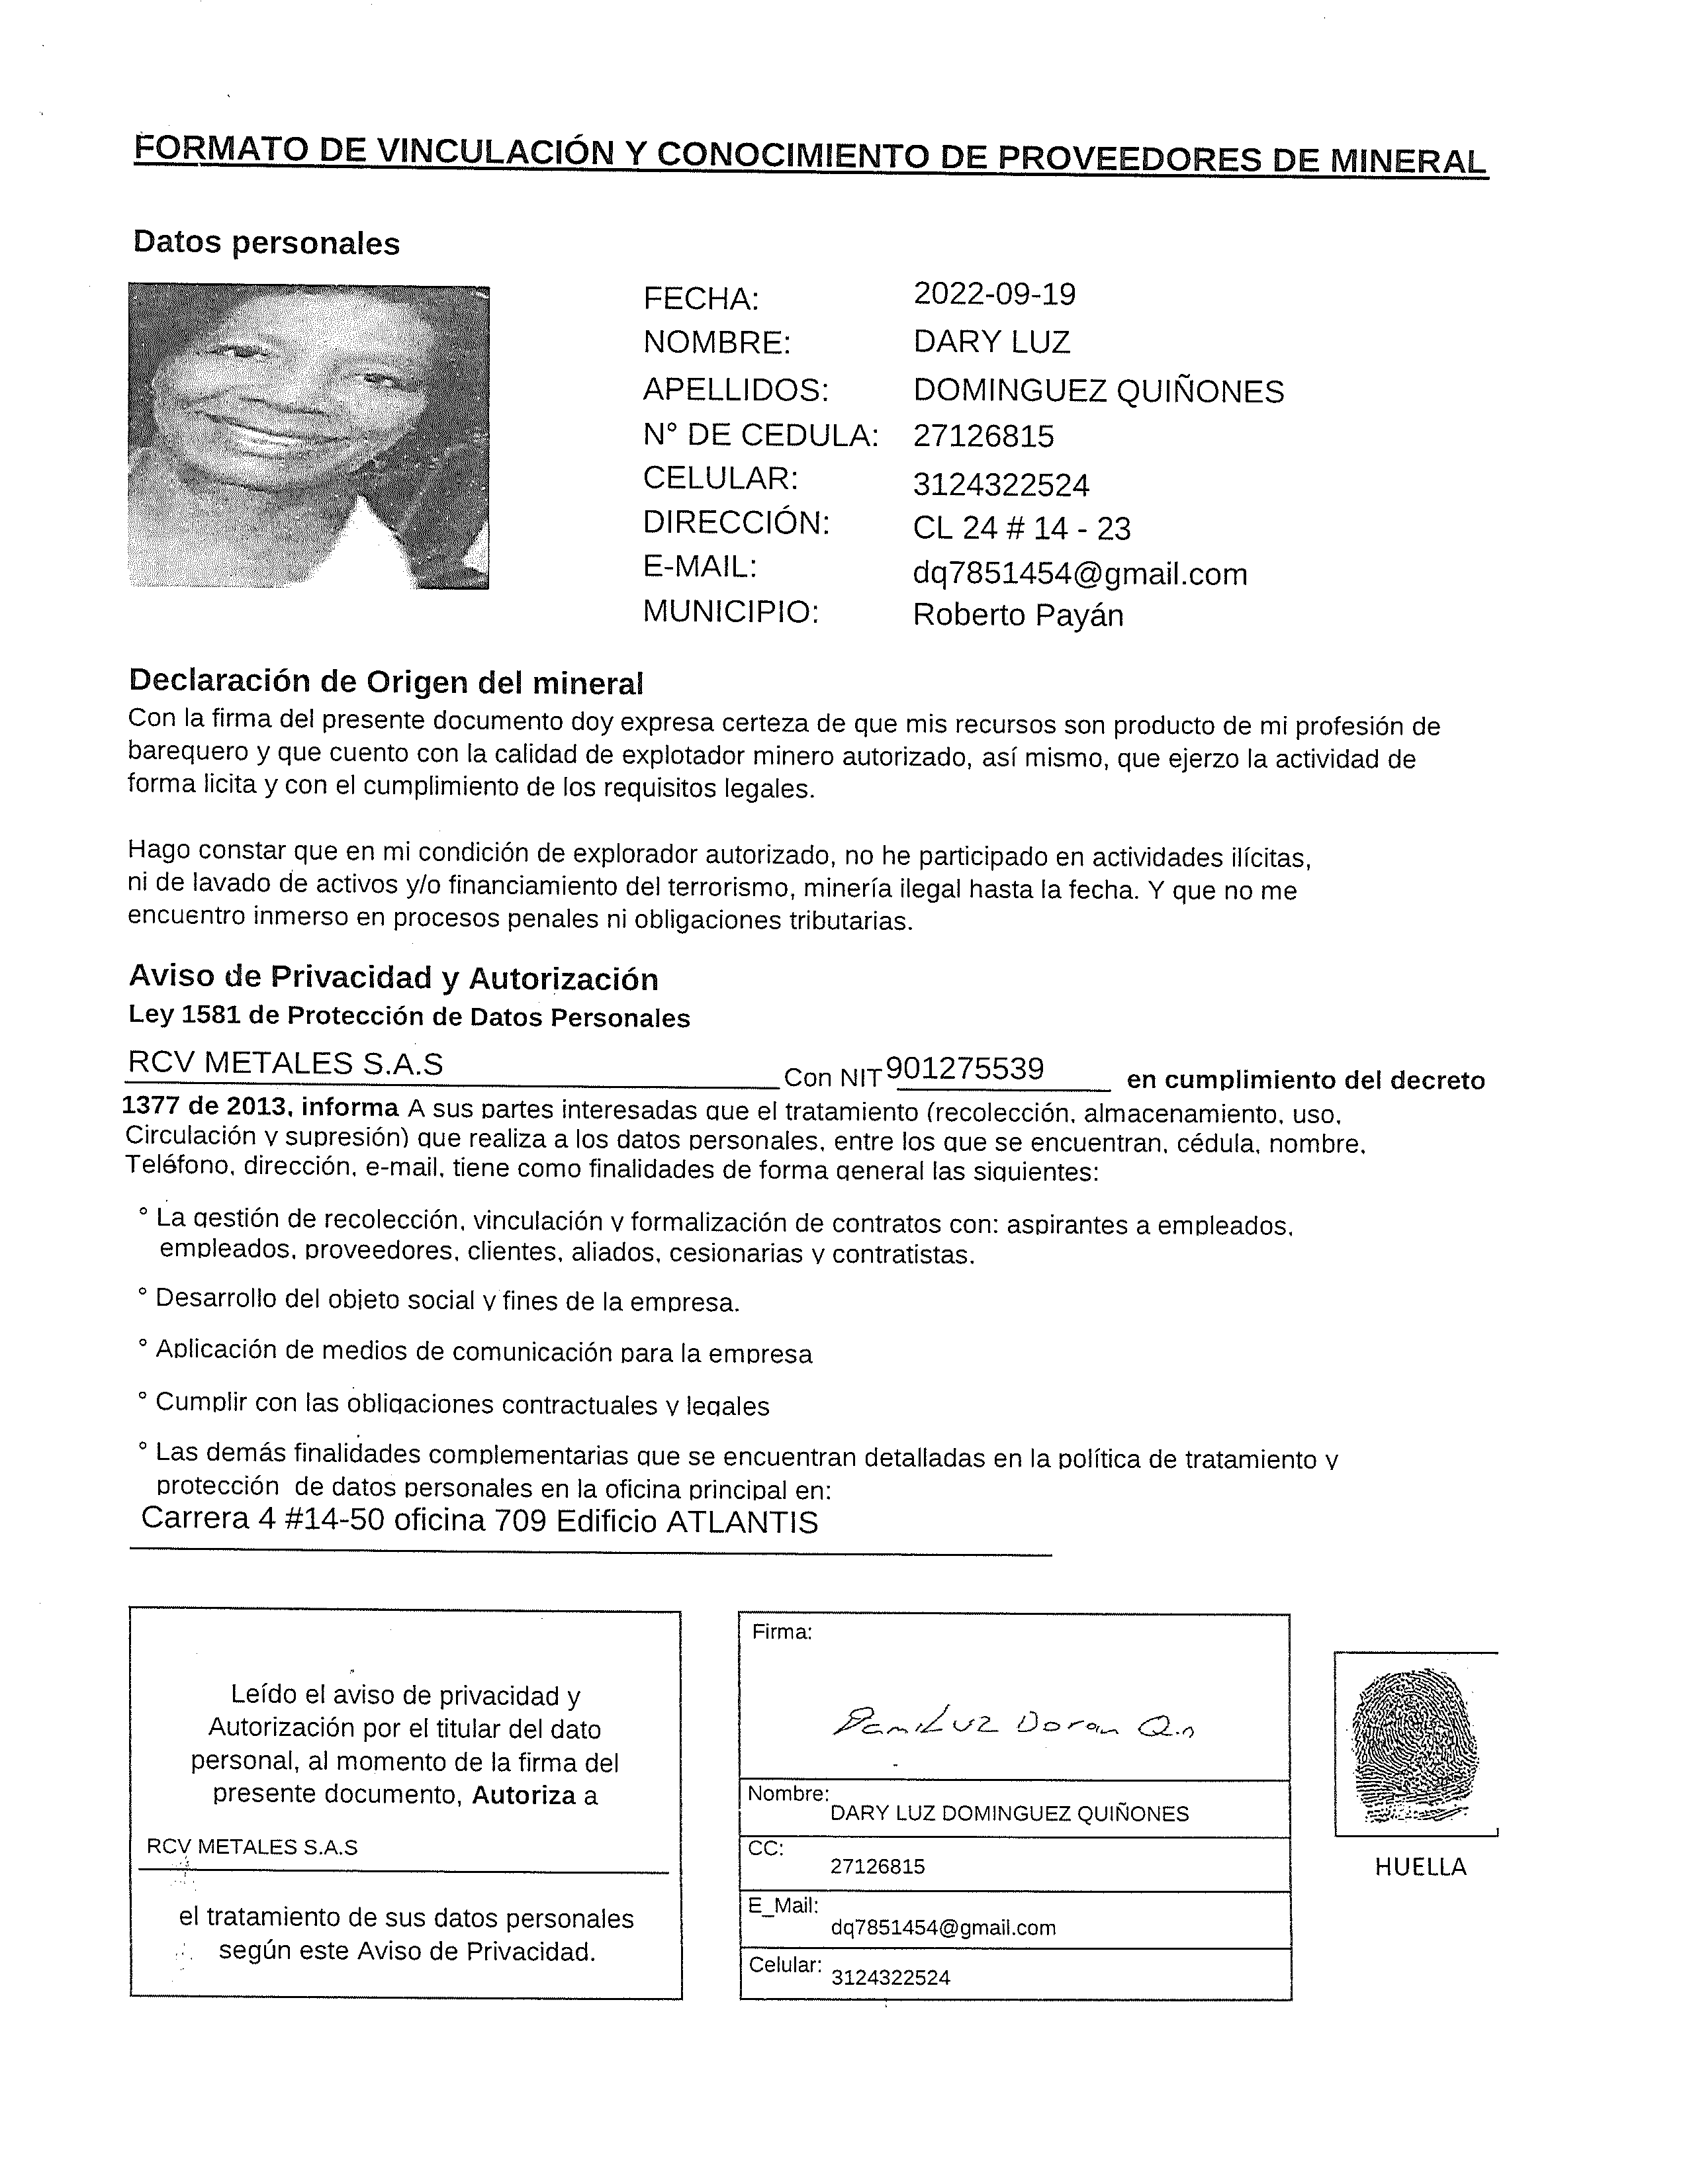 FORMATO DE VINCULACIÓN Y CONOCIMIENTO DE PROVEEDORES DE MINERAL
Datos personales
FECHA: 2022-09-19
NOMBRE: DARY LUZ
APELLIDOS: DOMINGUEZ QUIÑONES
N° DE CEDULA: 27126815
CELULAR: 3124322524
DIRECCIÓN: CL 24 # 14 - 23
E-MAIL: dq7851454@gmail.com
MUNICIPIO: Roberto Payán
Declaración de Origen del mineral
Con la firma del presente documento doy expresa certeza de que mis recursos son producto de mi profesión de
barequero y que cuento con la calidad de explotador minero autorizado, así mismo, que ejerzo la actividad de
forma licita y con el cumplimiento de los requisitos legales.
Hago constar que en mi condición de explorador autorizado, no he participado en actividades ilícitas,
ni de lavado de activos y/o financiamiento del terrorismo, minería ilegal hasta la fecha. Y que no me
encuentro inmerso en procesos penales ni obligaciones tributarias.
Aviso de Privacidad y Autorización
Ley 1581 de Protección de Datos Personales
RCV METALES S.A.S Con NIT 901275539 en cumplimiento del decreto
1377 de 2013, informa A sus partes interesadas que el tratamiento (recolección, almacenamiento, uso,
Circulación y supresión) que realiza a los datos personales, entre los que se encuentran, cédula, nombre,
Teléfono, dirección, e-mail, tiene como finalidades de forma general las siguientes:
° La gestión de recolección, vinculación y formalización de contratos con: aspirantes a empleados,
empleados, proveedores, clientes, aliados, cesionarias y contratistas.
° Desarrollo del objeto social y fines de la empresa.
° Aplicación de medios de comunicación para la empresa
° Cumplir con las obligaciones contractuales y legales
° Las demás finalidades complementarias que se encuentran detalladas en la política de tratamiento y
protección de datos personales en la oficina principal en:
Carrera 4 #14-50 oficina 709 Edificio ATLANTIS
Leído el aviso de privacidad y
Autorización por el titular del dato
personal, al momento de la firma del
presente documento, Autoriza a
RCV METALES S.A.S
el tratamiento de sus datos personales
según este Aviso de Privacidad.
Firma:
Luz
Nombre:
DARY LUZ DOMINGUEZ QUIÑONES
CC:
27126815
E_Mail:
dq7851454@gmail.com
Celular:
3124322524
HUELLA